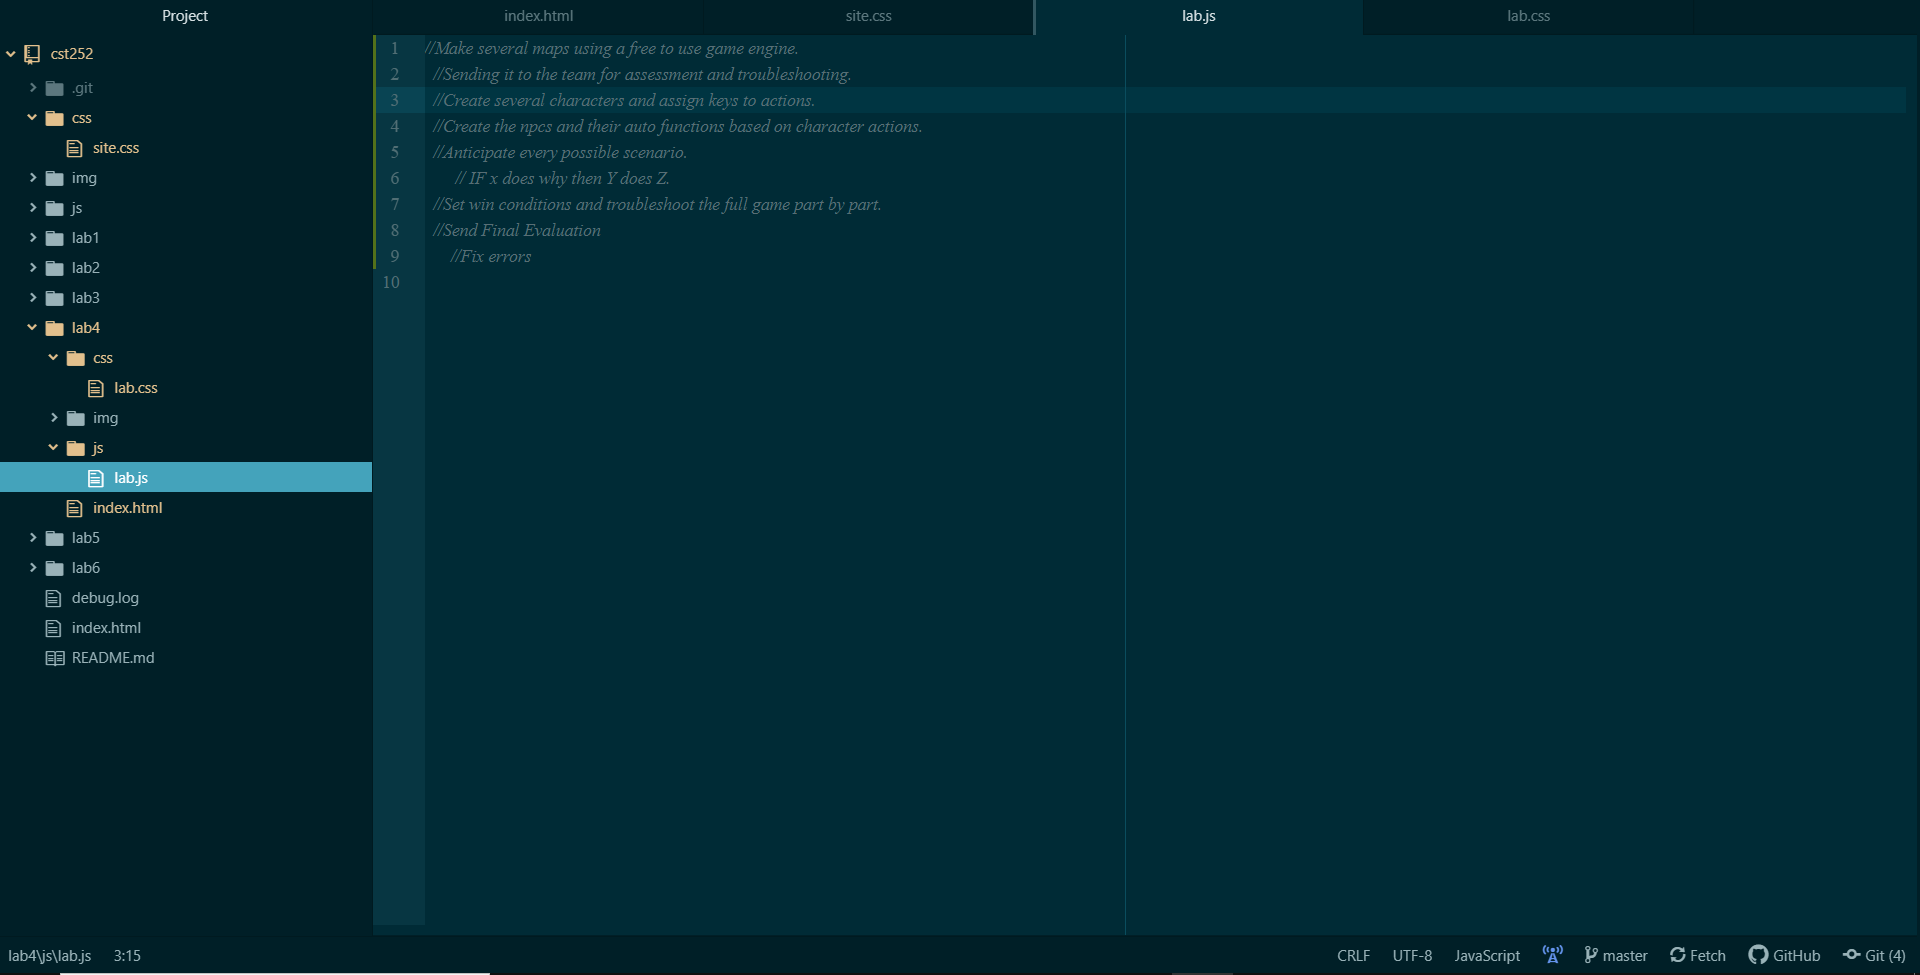 Project
index.html
site.css
lab.js
lab.css
cst252
.git
css
site.css
img
js
lab1
lab2
lab3
lab4
css
lab.css
img
js
lab.js
index.html
lab5
lab6
debug.log
index.html
README.md
1 //Make several maps using a free to use game engine.
2 //Sending it to the team for assessment and troubleshooting.
3 //Create several characters and assign keys to actions.
4 //Create the npcs and their auto functions based on character actions.
5 //Anticipate every possible scenario.
6 // IF x does why then Y does Z.
7 //Set win conditions and troubleshoot the full game part by part.
8 //Send Final Evaluation
9 //Fix errors
10
lab4\js\lab.js 3:15 CRLF UTF-8 JavaScript master Fetch GitHub Git (4)